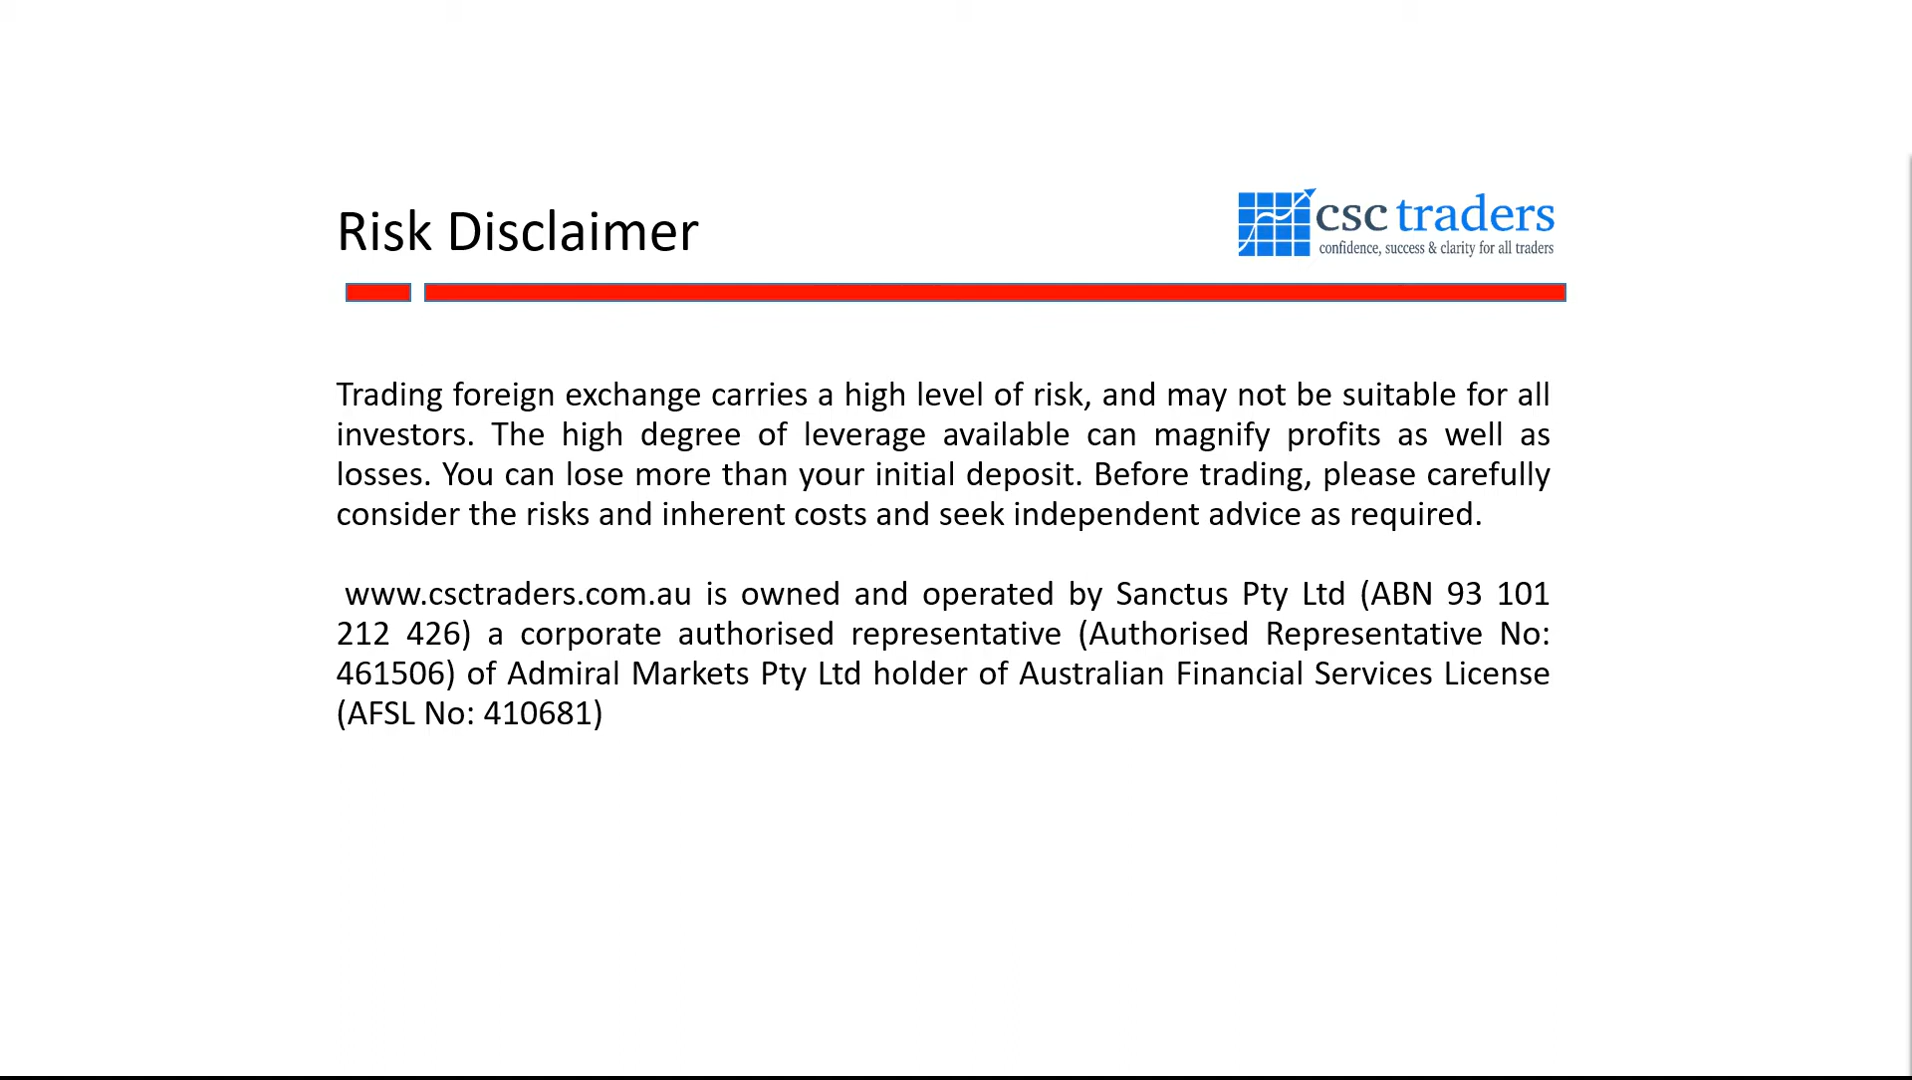 Risk Disclaimer
csc traders
confidence, success & clarity for all traders
Trading foreign exchange carries a high level of risk, and may not be suitable for all
investors. The high degree of leverage available can magnify profits as well as
losses. You can lose more than your initial deposit. Before trading, please carefully
consider the risks and inherent costs and seek independent advice as required.
www.csctraders.com.au is owned and operated by Sanctus Pty Ltd (ABN 93 101
212 426) a corporate authorised representative (Authorised Representative No:
461506) of Admiral Markets Pty Ltd holder of Australian Financial Services License
(AFSL No: 410681)